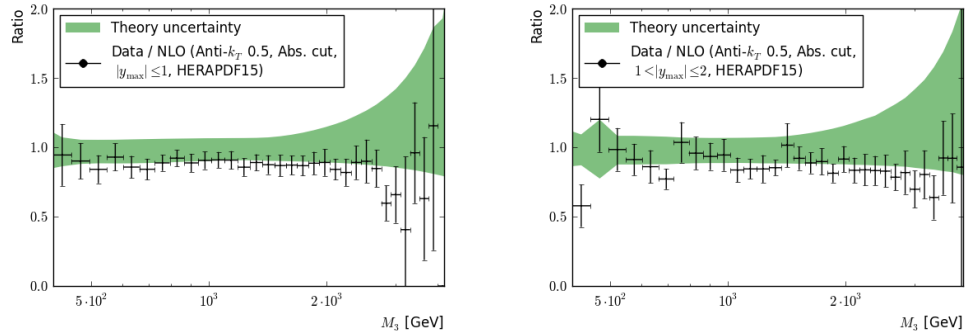 Ratio
2.0
1.5
1.0
0.5
0.0
Theory uncertainty
Data / NLO (Anti-k_T 0.5, Abs. cut,
|y_max| ≤1, HERAPDF15)
5·10²
10³
2·10³
M₃ [GeV]
Ratio
2.0
1.5
1.0
0.5
0.0
Theory uncertainty
Data / NLO (Anti-k_T 0.5, Abs. cut,
1<|y_max| ≤2, HERAPDF15)
5·10²
10³
2·10³
M₃ [GeV]